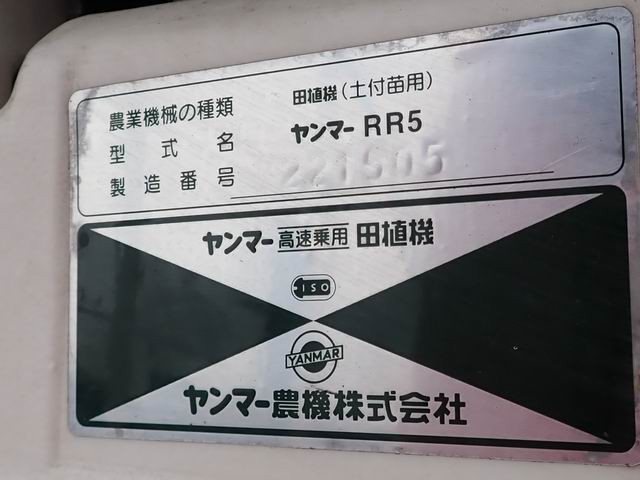 農業機械の種類 田植機(土付苗用)
型式名 ヤンマー RR5
製造番号 221505
ヤンマー高速乗用田植機
ISO
YANMAR
ヤンマー農機株式会社